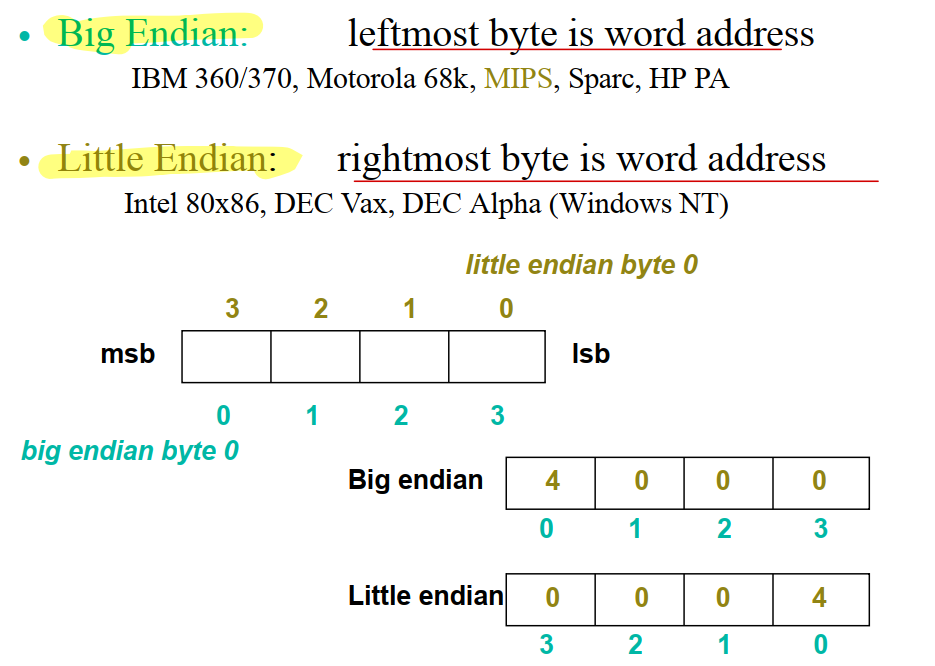 • Big Endian: leftmost byte is word address
IBM 360/370, Motorola 68k, MIPS, Sparc, HP PA
• Little Endian: rightmost byte is word address
Intel 80x86, DEC Vax, DEC Alpha (Windows NT)
little endian byte 0
3 2 1 0
msb lsb
0 1 2 3
big endian byte 0
Big endian 4 0 0 0
0 1 2 3
Little endian 0 0 0 4
3 2 1 0